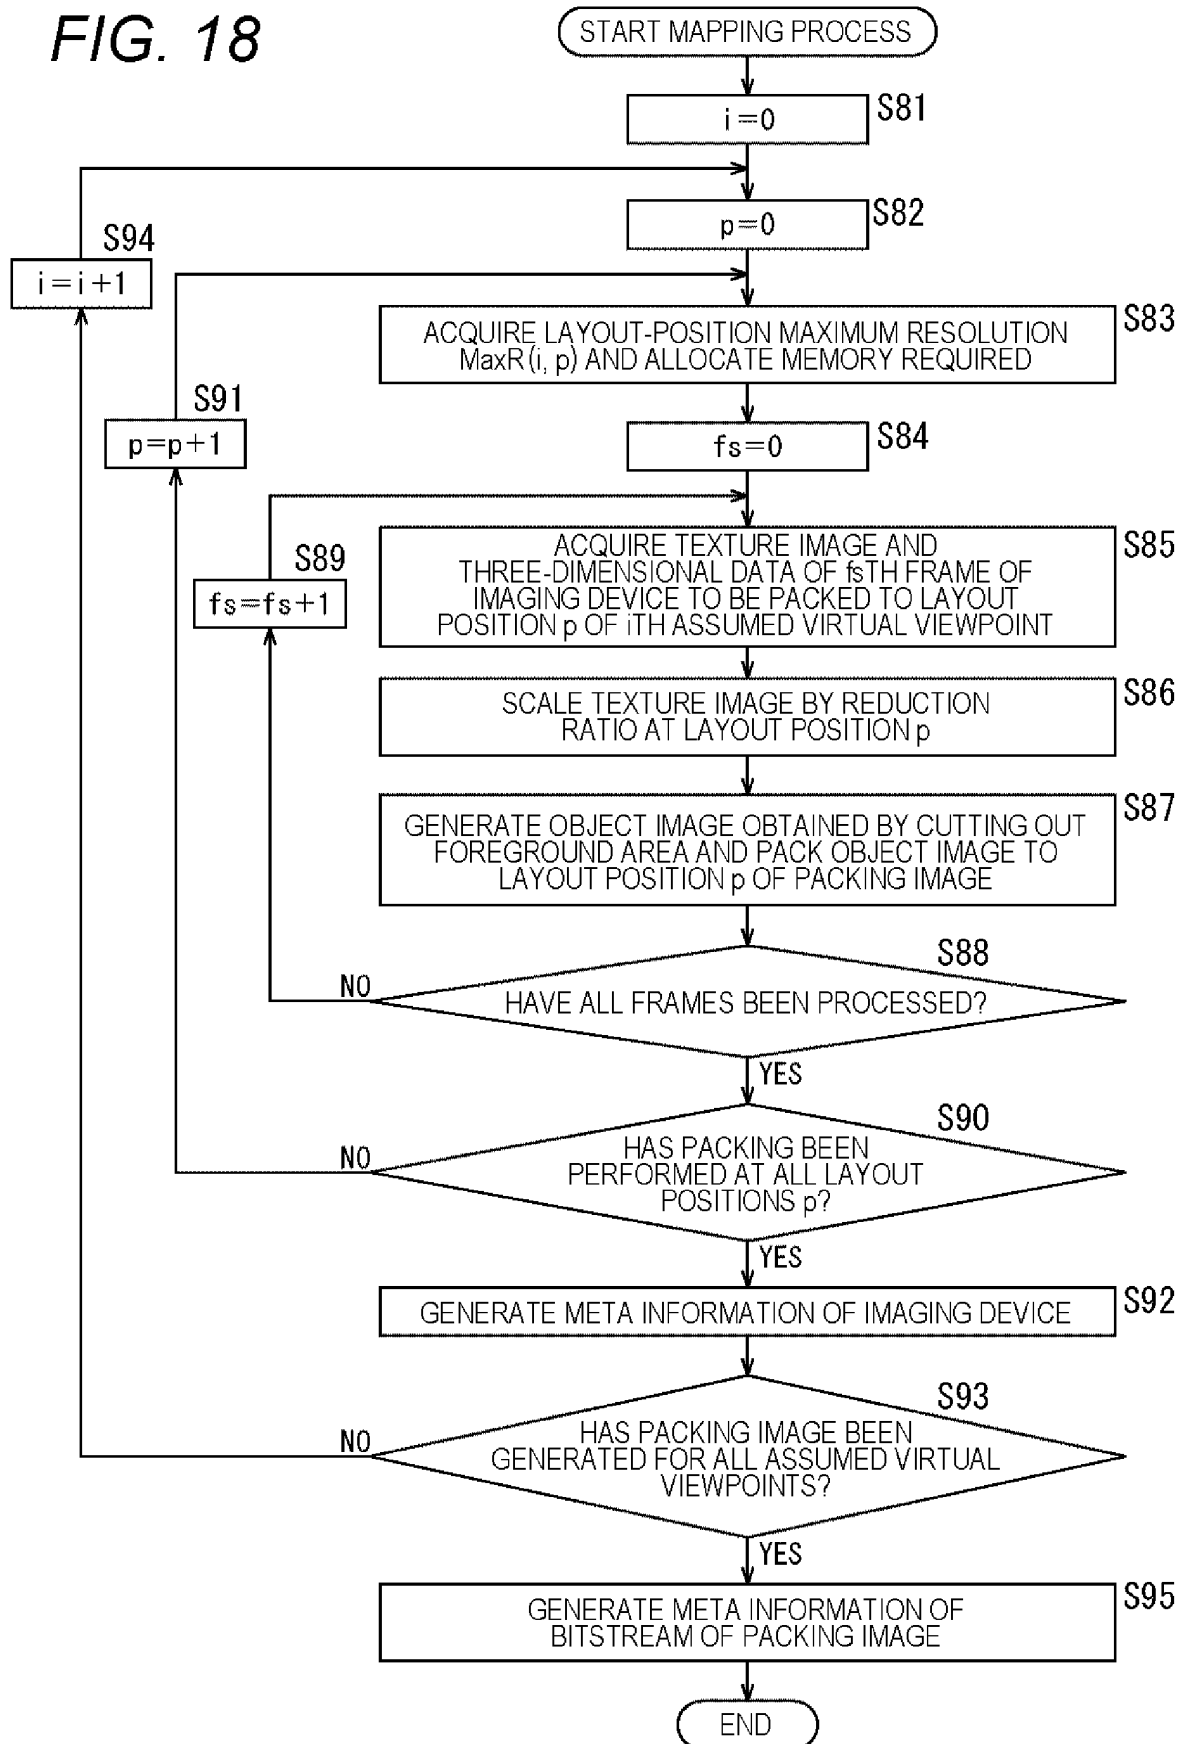 FIG. 18
START MAPPING PROCESS
S81
i=0
S82
p=0
S94
i=i+1
S83
ACQUIRE LAYOUT-POSITION MAXIMUM RESOLUTION
MaxR(i, p) AND ALLOCATE MEMORY REQUIRED
S91
p=p+1
S84
fs=0
S85
ACQUIRE TEXTURE IMAGE AND
THREE-DIMENSIONAL DATA OF fsTH FRAME OF
IMAGING DEVICE TO BE PACKED TO LAYOUT
POSITION p OF iTH ASSUMED VIRTUAL VIEWPOINT
S89
fs=fs+1
S86
SCALE TEXTURE IMAGE BY REDUCTION
RATIO AT LAYOUT POSITION p
S87
GENERATE OBJECT IMAGE OBTAINED BY CUTTING OUT
FOREGROUND AREA AND PACK OBJECT IMAGE TO
LAYOUT POSITION p OF PACKING IMAGE
S88
NO
HAVE ALL FRAMES BEEN PROCESSED?
YES
S90
NO
HAS PACKING BEEN
PERFORMED AT ALL LAYOUT
POSITIONS p?
YES
S92
GENERATE META INFORMATION OF IMAGING DEVICE
S93
NO
HAS PACKING IMAGE BEEN
GENERATED FOR ALL ASSUMED VIRTUAL
VIEWPOINTS?
YES
S95
GENERATE META INFORMATION OF
BITSTREAM OF PACKING IMAGE
END